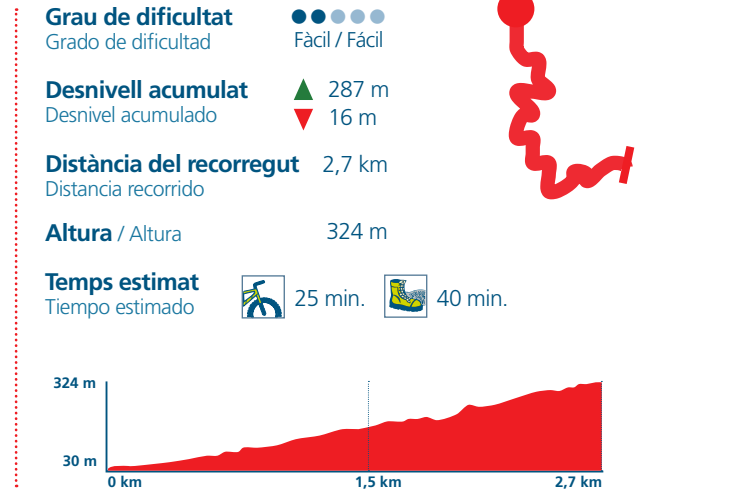 Grau de dificultat
Grado de dificultad
Fàcil / Fácil
Desnivell acumulat
Desnivel acumulado
287 m
16 m
Distància del recorregut 2,7 km
Distancia recorrido
Altura / Altura 324 m
Temps estimat
Tiempo estimado
25 min. 40 min.
324 m
30 m
0 km 1,5 km 2,7 km